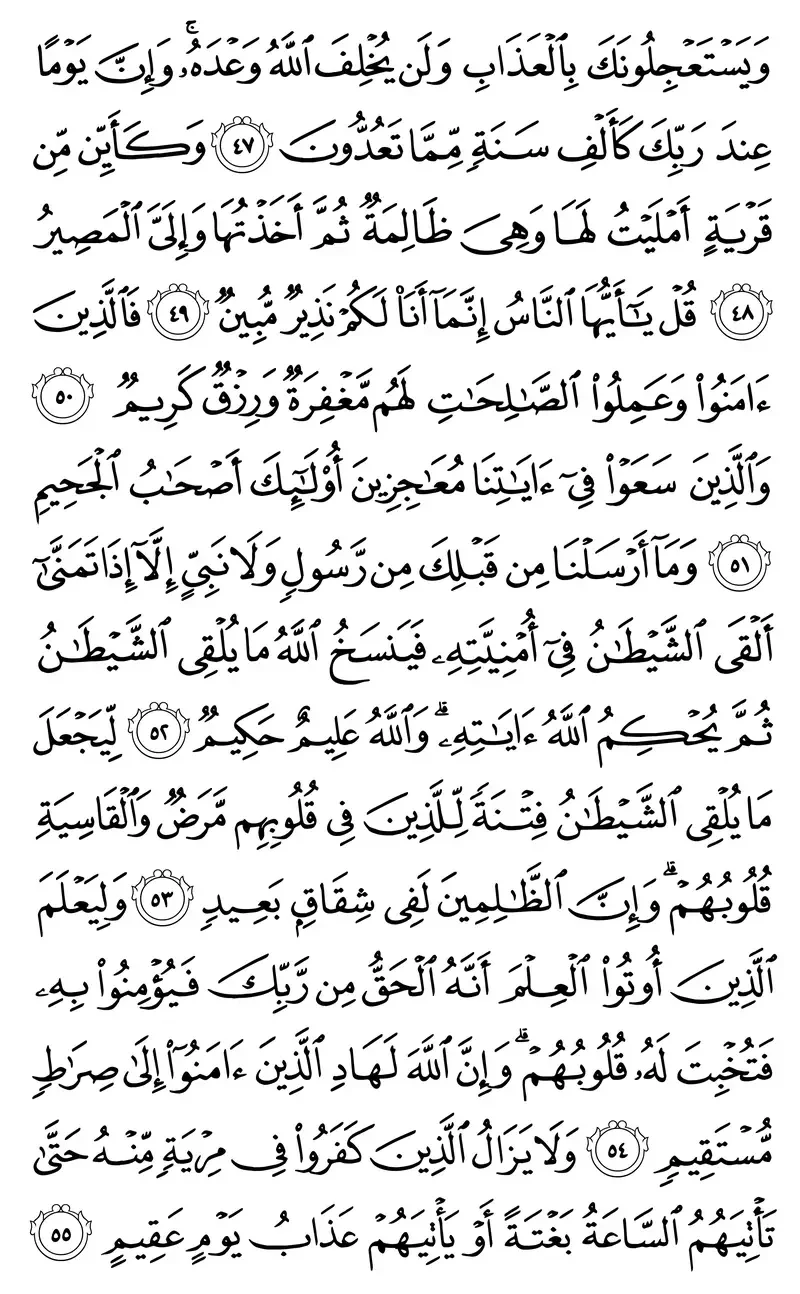 وَيَسۡتَعۡجِلُونَكَ بِٱلۡعَذَابِ وَلَن يُخۡلِفَ ٱللَّهُ وَعۡدَهُۥۚ وَإِنَّ يَوۡمًا
عِندَ رَبِّكَ كَأَلۡفِ سَنَةٖ مِّمَّا تَعُدُّونَ ٤٧ وَكَأَيِّن مِّن
قَرۡيَةٍ أَمۡلَيۡتُ لَهَا وَهِيَ ظَالِمَةٞ ثُمَّ أَخَذۡتُهَا وَإِلَيَّ ٱلۡمَصِيرُ
٤٨ قُلۡ يَٰٓأَيُّهَا ٱلنَّاسُ إِنَّمَآ أَنَا۠ لَكُمۡ نَذِيرٞ مُّبِينٞ ٤٩ فَٱلَّذِينَ
ءَامَنُواْ وَعَمِلُواْ ٱلصَّٰلِحَٰتِ لَهُم مَّغۡفِرَةٞ وَرِزۡقٞ كَرِيمٞ ٥٠
وَٱلَّذِينَ سَعَوۡاْ فِيٓ ءَايَٰتِنَا مُعَٰجِزِينَ أُوْلَٰٓئِكَ أَصۡحَٰبُ ٱلۡجَحِيمِ
٥١ وَمَآ أَرۡسَلۡنَا مِن قَبۡلِكَ مِن رَّسُولٖ وَلَا نَبِيٍّ إِلَّآ إِذَا تَمَنَّىٰٓ
أَلۡقَى ٱلشَّيۡطَٰنُ فِيٓ أُمۡنِيَّتِهِۦ فَيَنسَخُ ٱللَّهُ مَا يُلۡقِي ٱلشَّيۡطَٰنُ
ثُمَّ يُحۡكِمُ ٱللَّهُ ءَايَٰتِهِۦۗ وَٱللَّهُ عَلِيمٌ حَكِيمٞ ٥٢ لِّيَجۡعَلَ
مَا يُلۡقِي ٱلشَّيۡطَٰنُ فِتۡنَةٗ لِّلَّذِينَ فِي قُلُوبِهِم مَّرَضٞ وَٱلۡقَاسِيَةِ
قُلُوبُهُمۡۗ وَإِنَّ ٱلظَّٰلِمِينَ لَفِي شِقَاقِۭ بَعِيدٖ ٥٣ وَلِيَعۡلَمَ
ٱلَّذِينَ أُوتُواْ ٱلۡعِلۡمَ أَنَّهُ ٱلۡحَقُّ مِن رَّبِّكَ فَيُؤۡمِنُواْ بِهِۦ
فَتُخۡبِتَ لَهُۥ قُلُوبُهُمۡۗ وَإِنَّ ٱللَّهَ لَهَادِ ٱلَّذِينَ ءَامَنُوٓاْ إِلَىٰ صِرَٰطٖ
مُّسۡتَقِيمٖ ٥٤ وَلَا يَزَالُ ٱلَّذِينَ كَفَرُواْ فِي مِرۡيَةٖ مِّنۡهُ حَتَّىٰ
تَأۡتِيَهُمُ ٱلسَّاعَةُ بَغۡتَةً أَوۡ يَأۡتِيَهُمۡ عَذَابُ يَوۡمٍ عَقِيمٍ ٥٥